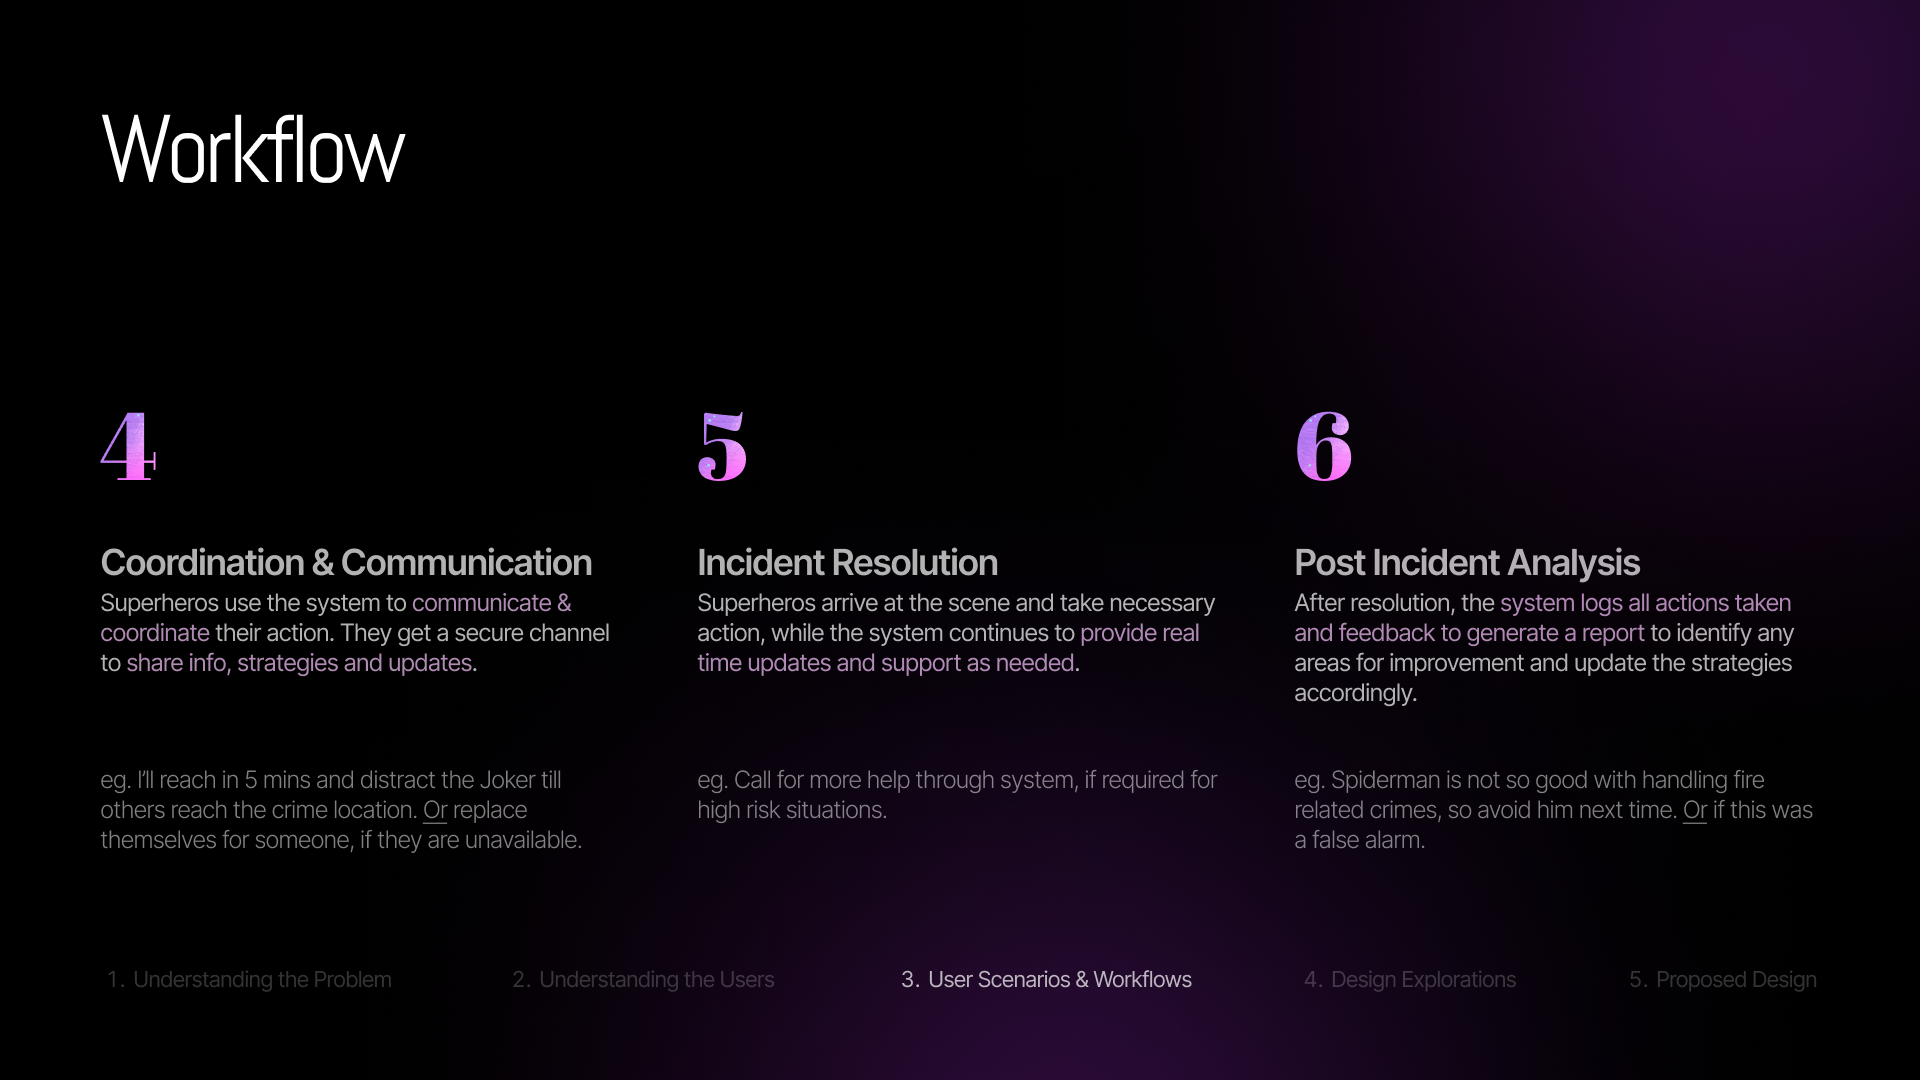 Workflow
4
Coordination & Communication
Superheros use the system to communicate &
coordinate their action. They get a secure channel
to share info, strategies and updates.
eg. I'll reach in 5 mins and distract the Joker till
others reach the crime location. Or replace
themselves for someone, if they are unavailable.
5
Incident Resolution
Superheros arrive at the scene and take necessary
action, while the system continues to provide real
time updates and support as needed.
eg. Call for more help through system, if required for
high risk situations.
6
Post Incident Analysis
After resolution, the system logs all actions taken
and feedback to generate a report to identify any
areas for improvement and update the strategies
accordingly.
eg. Spiderman is not so good with handling fire
related crimes, so avoid him next time. Or if this was
a false alarm.
1. Understanding the Problem
2. Understanding the Users
3. User Scenarios & Workflows
4. Design Explorations
5. Proposed Design